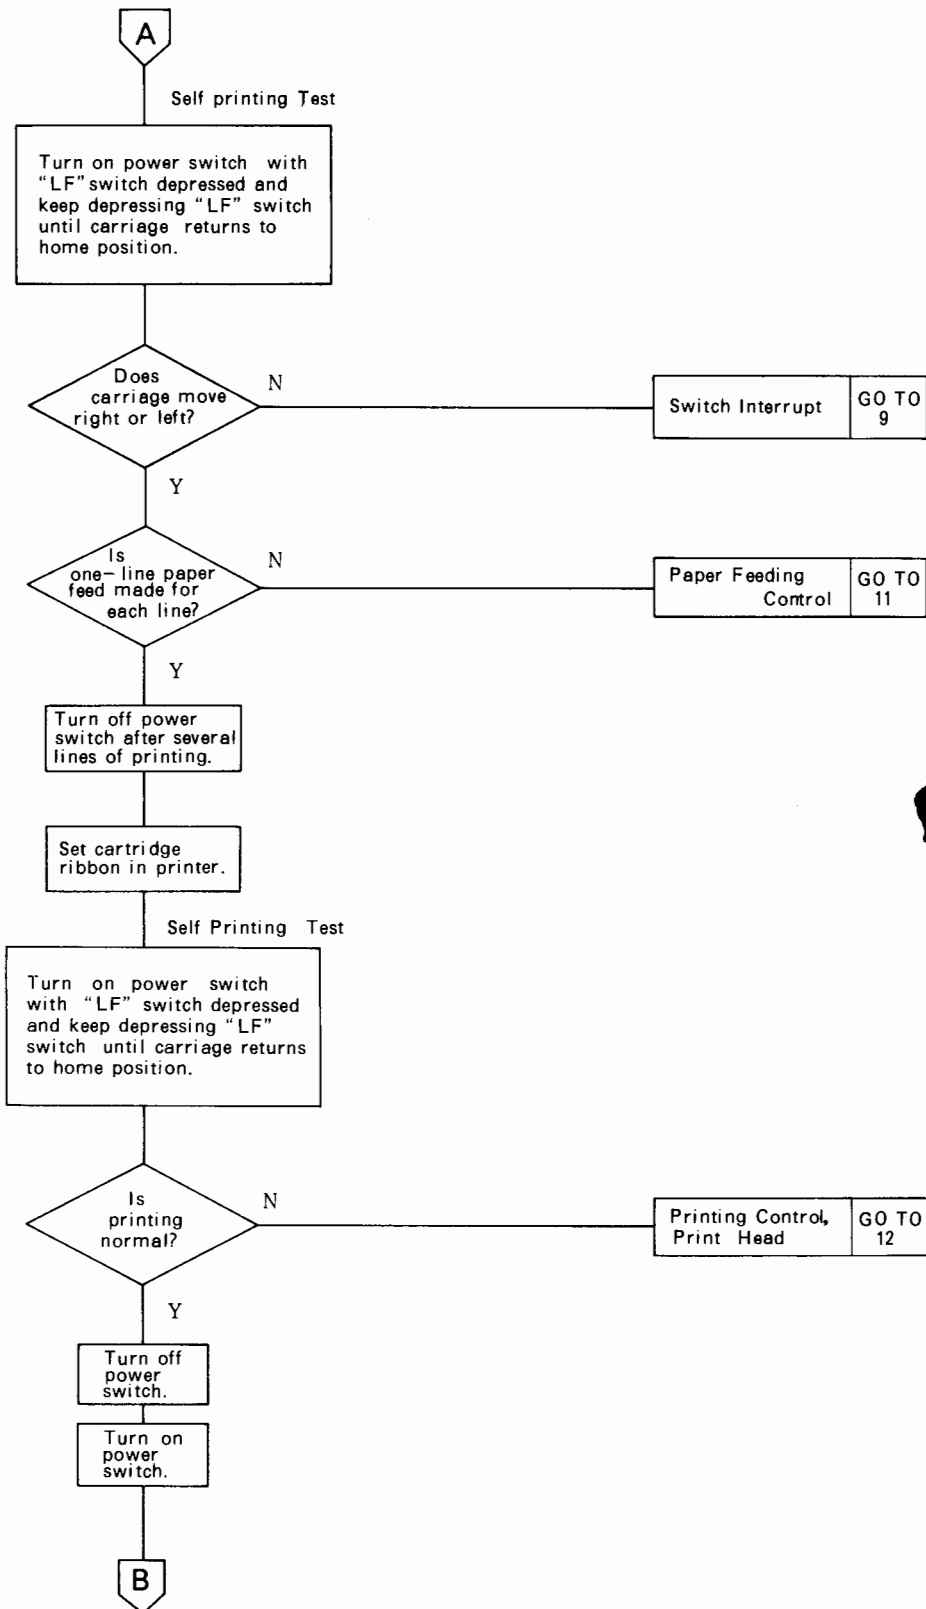 A
Self printing Test
Turn on power switch with
"LF" switch depressed and
keep depressing "LF" switch
until carriage returns to
home position.
Does
carriage move
right or left?
N
Switch Interrupt
GO TO
9
Y
Is
one-line paper
feed made for
each line?
N
Paper Feeding
Control
GO TO
11
Y
Turn off power
switch after several
lines of printing.
Set cartridge
ribbon in printer.
Self Printing Test
Turn on power switch
with "LF" switch depressed
and keep depressing "LF"
switch until carriage returns
to home position.
Is
printing
normal?
N
Printing Control,
Print Head
GO TO
12
Y
Turn off
power
switch.
Turn on
power
switch.
B